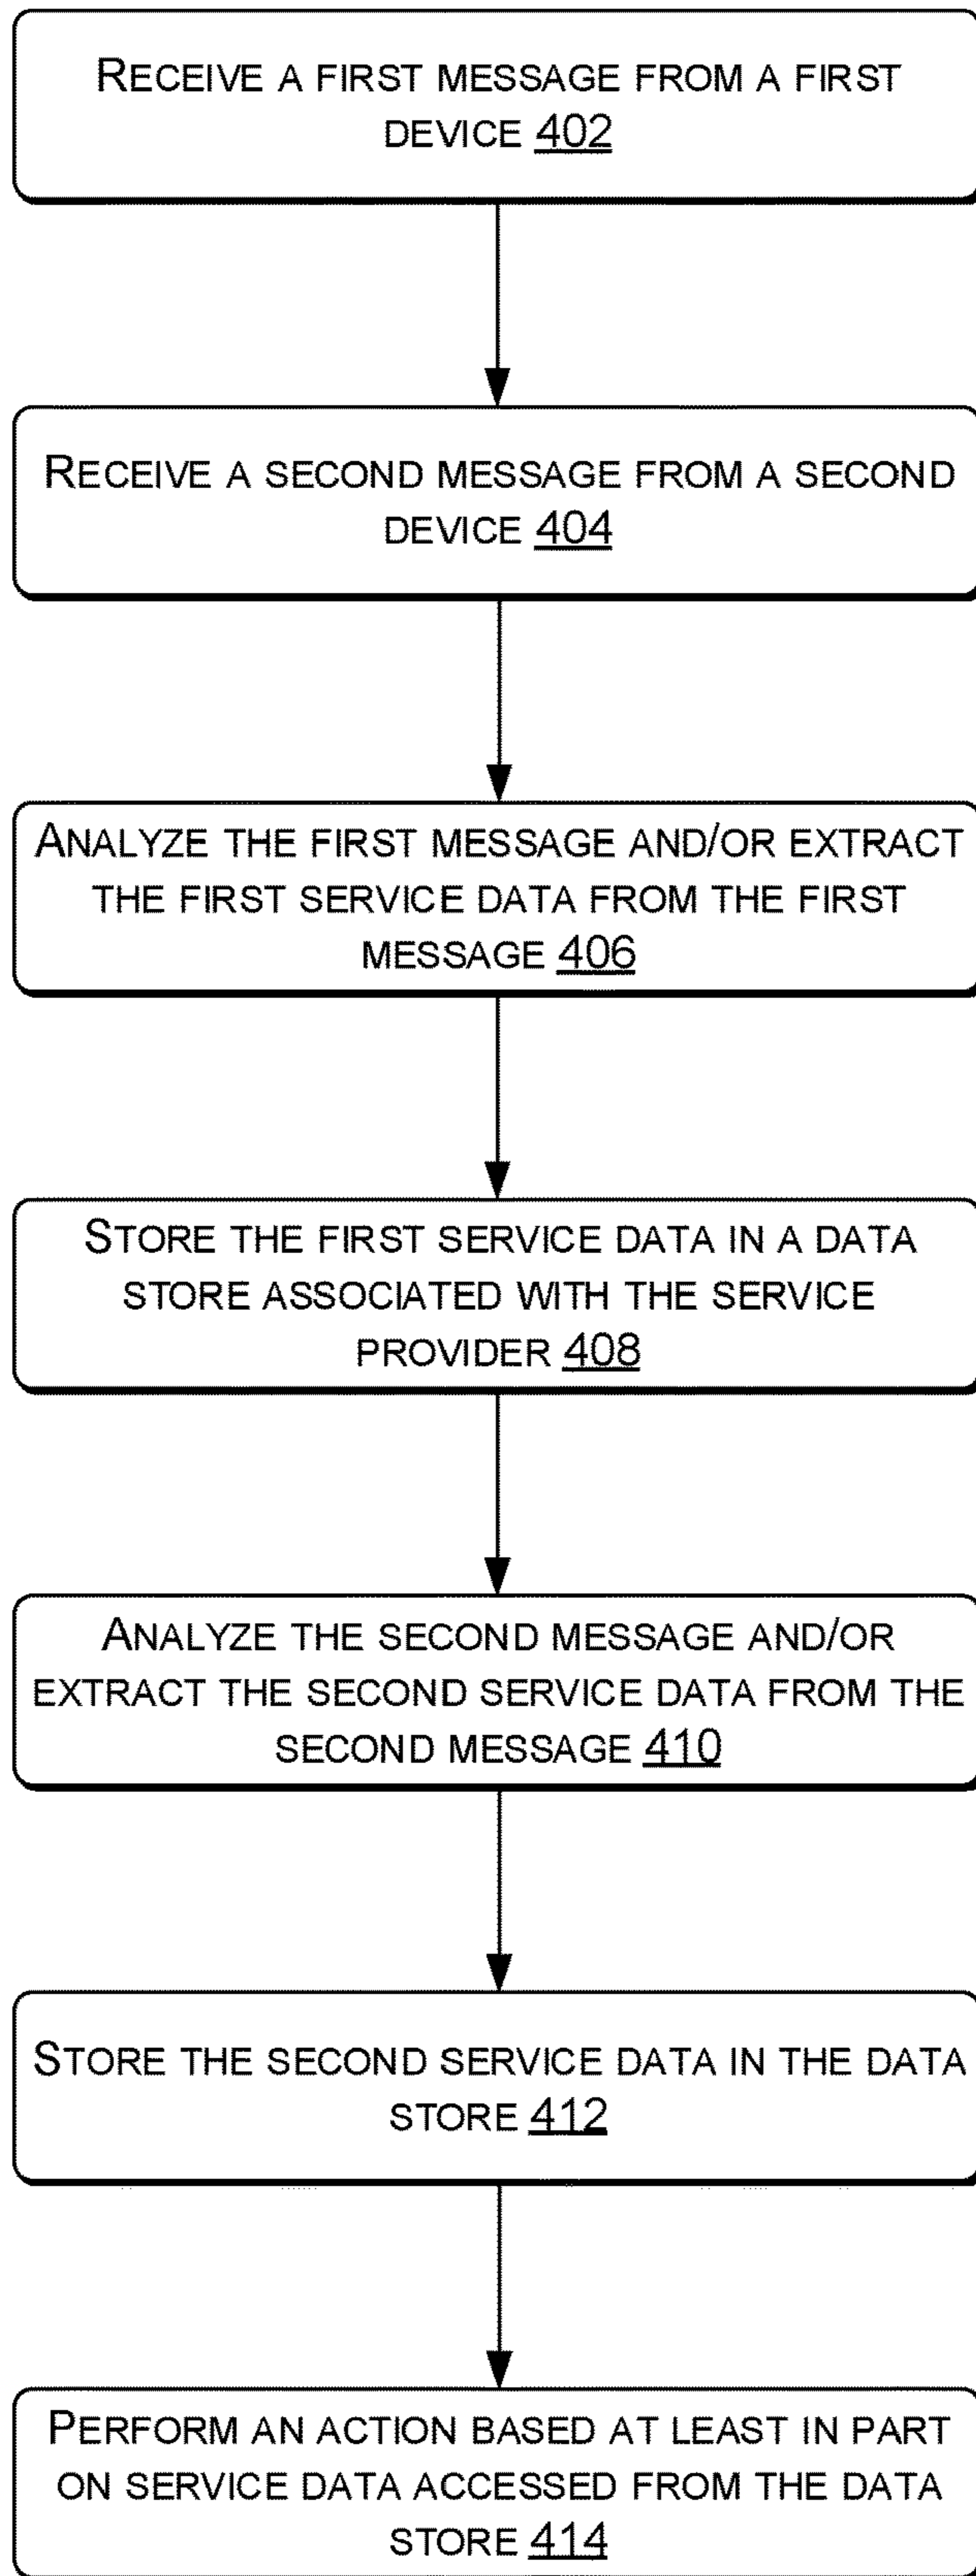 RECEIVE A FIRST MESSAGE FROM A FIRST
DEVICE 402
RECEIVE A SECOND MESSAGE FROM A SECOND
DEVICE 404
ANALYZE THE FIRST MESSAGE AND/OR EXTRACT
THE FIRST SERVICE DATA FROM THE FIRST
MESSAGE 406
STORE THE FIRST SERVICE DATA IN A DATA
STORE ASSOCIATED WITH THE SERVICE
PROVIDER 408
ANALYZE THE SECOND MESSAGE AND/OR
EXTRACT THE SECOND SERVICE DATA FROM THE
SECOND MESSAGE 410
STORE THE SECOND SERVICE DATA IN THE DATA
STORE 412
PERFORM AN ACTION BASED AT LEAST IN PART
ON SERVICE DATA ACCESSED FROM THE DATA
STORE 414